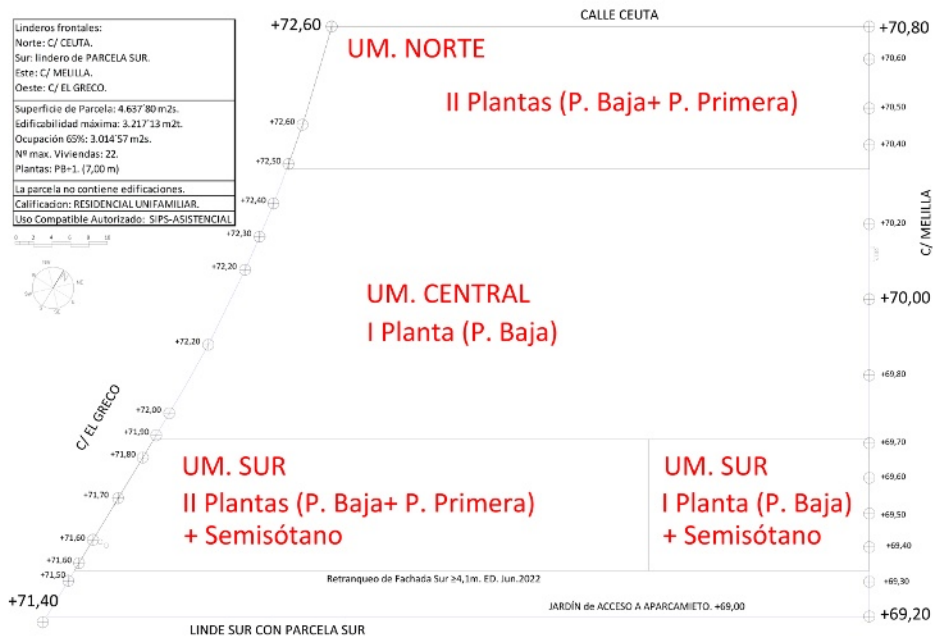 Linderos frontales:
Norte: C/ CEUTA.
Sur: lindero de PARCELA SUR.
Este: C/ MELILLA.
Oeste: C/ EL GRECO.
Superficie de Parcela: 4.637´80 m2s.
Edificabilidad máxima: 3.217´13 m2t.
Ocupación 65%: 3.014´57 m2s.
Nº max. Viviendas: 22.
Plantas: PB+1. (7,00 m)
La parcela no contiene edificaciones.
Calificacion: RESIDENCIAL UNIFAMILIAR.
Uso Compatible Autorizado: SIPS-ASISTENCIAL
0 2 4 6 8 10
CALLE CEUTA
+72,60
+70,80
UM. NORTE
II Plantas (P. Baja+ P. Primera)
+70,60
+70,50
+72,60
+70,40
+72,50
+72,40
+70,20
+72,30
C/ MELILLA
+72,20
UM. CENTRAL
I Planta (P. Baja)
+70,00
+72,20
+69,80
C/ EL GRECO
+72,00
+71,90
+69,70
+71,80
UM. SUR
II Plantas (P. Baja+ P. Primera)
+ Semisótano
UM. SUR
I Planta (P. Baja)
+ Semisótano
+69,60
+71,70
+69,50
+71,60
+69,40
+71,60
+71,50
Retranqueo de Fachada Sur ≥4,1m. ED. Jun.2022
+69,30
+71,40
JARDÍN de ACCESO A APARCAMIETO. +69,00
+69,20
LINDE SUR CON PARCELA SUR